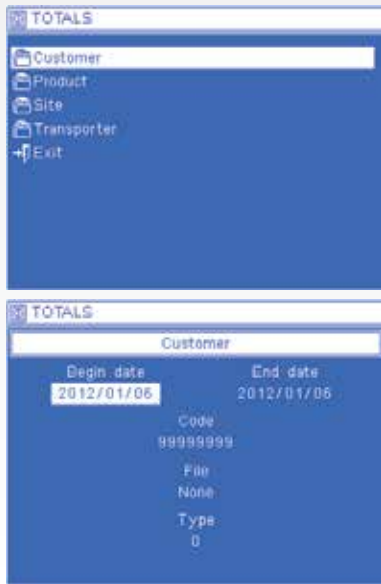 TOTALS
Customer
Product
Site
Transporter
Exit
TOTALS
Customer
Begin date End date
2012/01/06 2012/01/06
Code
99999999
File
None
Type
0